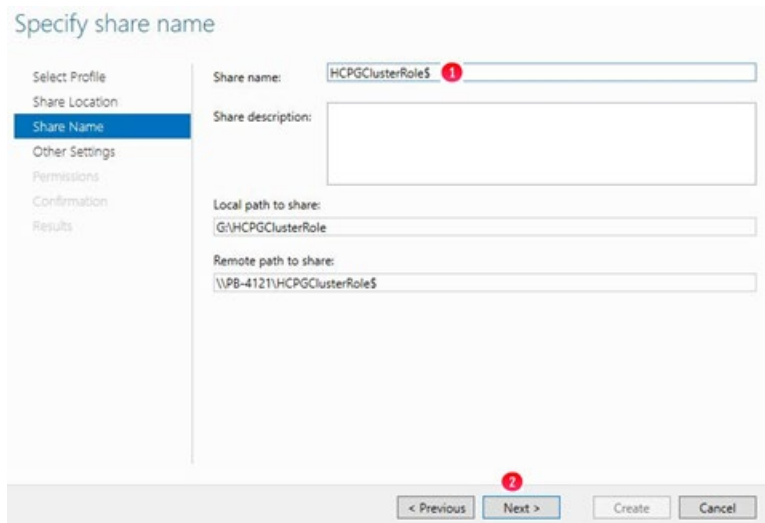 Specify share name
Select Profile
Share Location
Share Name
Other Settings
Permissions
Confirmation
Results
Share name:
HCPGClusterRole$
1
Share description:
Local path to share:
G:\HCPGClusterRole
Remote path to share:
\\PB-4121\HCPGClusterRole$
2
< Previous
Next >
Create
Cancel